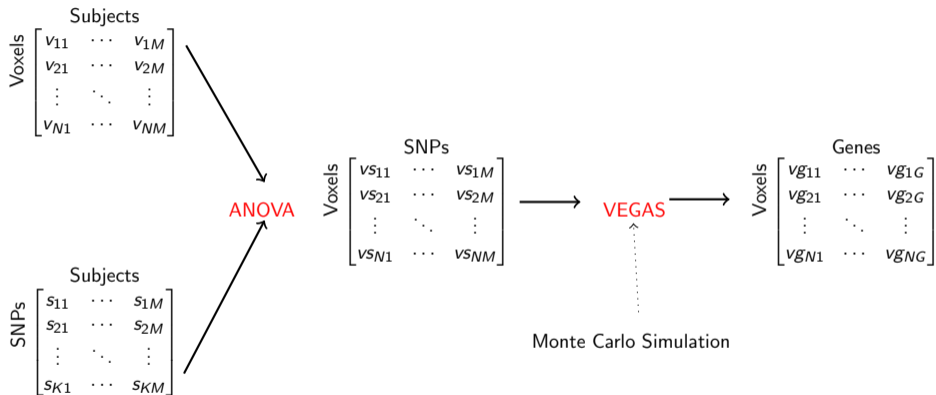 Subjects
Voxels
v11 ⋯ v1M
v21 ⋯ v2M
⋮ ⋱ ⋮
vN1 ⋯ vNM
Subjects
SNPs
s11 ⋯ s1M
s21 ⋯ s2M
⋮ ⋱ ⋮
sK1 ⋯ sKM
ANOVA
SNPs
Voxels
vs11 ⋯ vs1M
vs21 ⋯ vs2M
⋮ ⋱ ⋮
vsN1 ⋯ vsNM
VEGAS
Monte Carlo Simulation
Genes
Voxels
vg11 ⋯ vg1G
vg21 ⋯ vg2G
⋮ ⋱ ⋮
vgN1 ⋯ vgNG